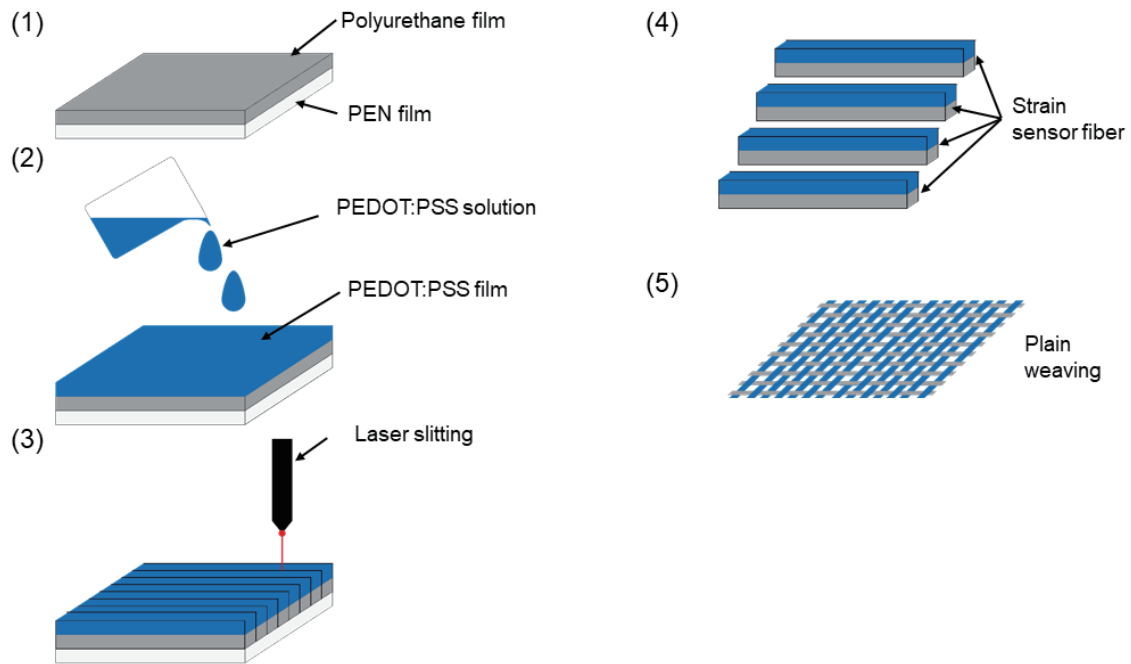 (1)
Polyurethane film
PEN film
(2)
PEDOT:PSS solution
PEDOT:PSS film
(3)
Laser slitting
(4)
Strain
sensor fiber
(5)
Plain
weaving